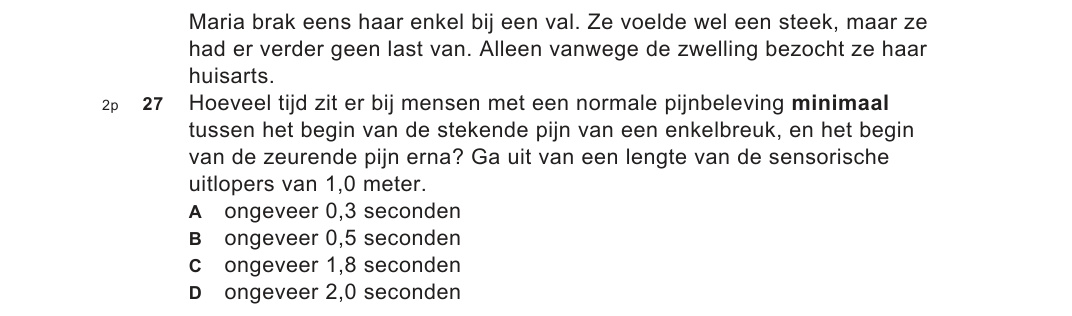 Maria brak eens haar enkel bij een val. Ze voelde wel een steek, maar ze
had er verder geen last van. Alleen vanwege de zwelling bezocht ze haar
huisarts.
2p 27 Hoeveel tijd zit er bij mensen met een normale pijnbeleving minimaal
tussen het begin van de stekende pijn van een enkelbreuk, en het begin
van de zeurende pijn erna? Ga uit van een lengte van de sensorische
uitlopers van 1,0 meter.
A ongeveer 0,3 seconden
B ongeveer 0,5 seconden
C ongeveer 1,8 seconden
D ongeveer 2,0 seconden